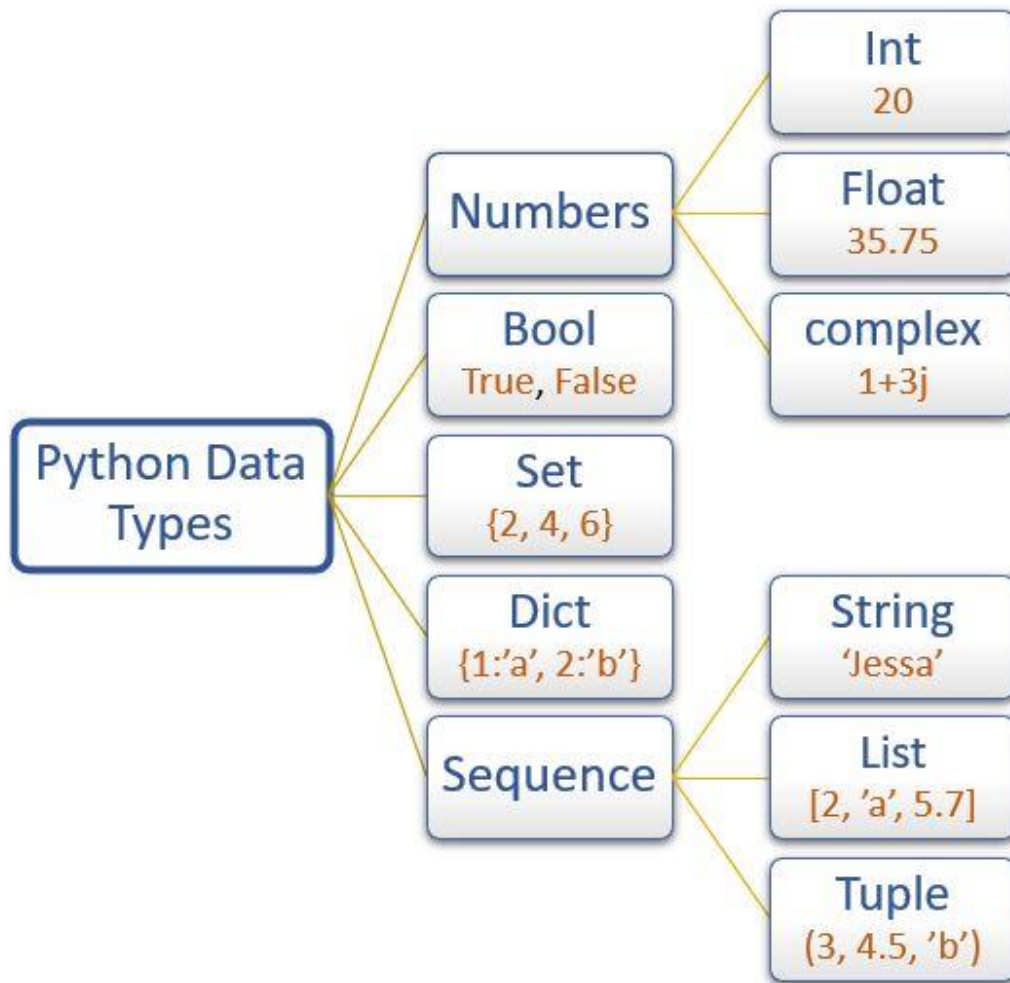 Python Data
Types
Numbers
Int
20
Float
35.75
complex
1+3j
Bool
True, False
Set
{2, 4, 6}
Dict
{1:’a’, 2:’b’}
Sequence
String
‘Jessa’
List
[2, ’a’, 5.7]
Tuple
(3, 4.5, ’b’)